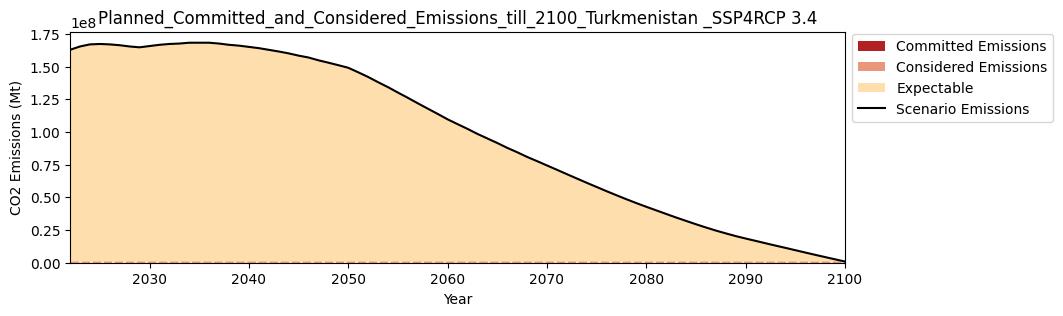 Planned_Committed_and_Considered_Emissions_till_2100_Turkmenistan _SSP4RCP 3.4
1e8
1.75
1.50
1.25
1.00
0.75
0.50
0.25
0.00
CO2 Emissions (Mt)
2030 2040 2050 2060 2070 2080 2090 2100
Year
Committed Emissions
Considered Emissions
Expectable
Scenario Emissions